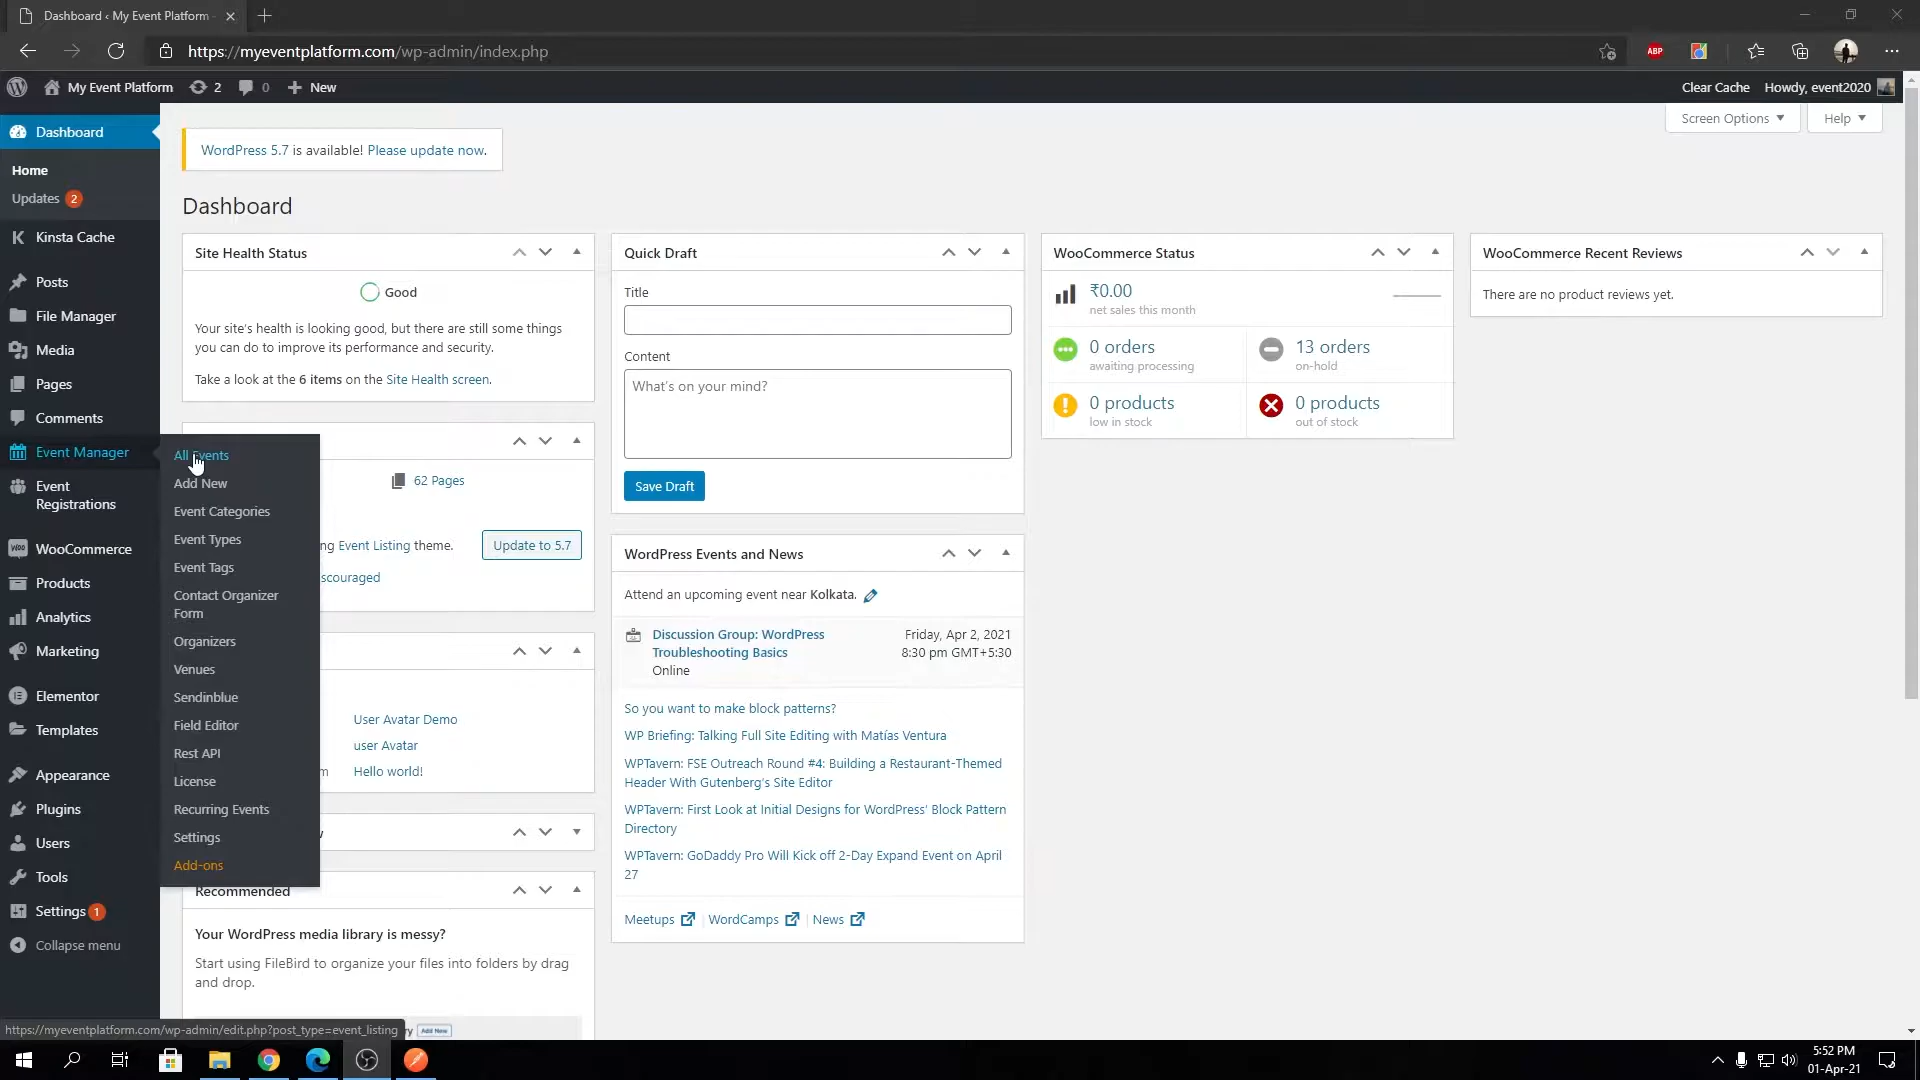 Dashboard ‹ My Event Platform
https://myeventplatform.com/wp-admin/index.php
ABP
My Event Platform
2
0
New
Clear Cache
Howdy, event2020
Dashboard
Home
Updates 2
Kinsta Cache
Posts
File Manager
Media
Pages
Comments
Event Manager
Event
Registrations
WooCommerce
Products
Analytics
Marketing
Elementor
Templates
Appearance
Plugins
Users
Tools
Settings 1
Collapse menu
All Events
Add New
Event Categories
Event Types
Event Tags
Contact Organizer
Form
Organizers
Venues
Sendinblue
Field Editor
Rest API
License
Recurring Events
Settings
Add-ons
Screen Options
Help
WordPress 5.7 is available! Please update now.
Dashboard
Site Health Status
Good
Your site's health is looking good, but there are still some things
you can do to improve its performance and security.
Take a look at the 6 items on the Site Health screen.
62 Pages
Event Listing theme.
Update to 5.7
User Avatar Demo
user Avatar
Hello world!
Recommended
Your WordPress media library is messy?
Start using FileBird to organize your files into folders by drag
and drop.
Add New
Quick Draft
Title
Content
What's on your mind?
Save Draft
WordPress Events and News
Attend an upcoming event near Kolkata.
Discussion Group: WordPress
Troubleshooting Basics
Online
Friday, Apr 2, 2021
8:30 pm GMT+5:30
So you want to make block patterns?
WP Briefing: Talking Full Site Editing with Matías Ventura
WPTavern: FSE Outreach Round #4: Building a Restaurant-Themed
Header With Gutenberg's Site Editor
WPTavern: First Look at Initial Designs for WordPress' Block Pattern
Directory
WPTavern: GoDaddy Pro Will Kick off 2-Day Expand Event on April
27
Meetups
WordCamps
News
WooCommerce Status
₹0.00
net sales this month
0 orders
awaiting processing
13 orders
on-hold
0 products
low in stock
0 products
out of stock
WooCommerce Recent Reviews
There are no product reviews yet.
https://myeventplatform.com/wp-admin/edit.php?post_type=event_listing
5:52 PM
01-Apr-21